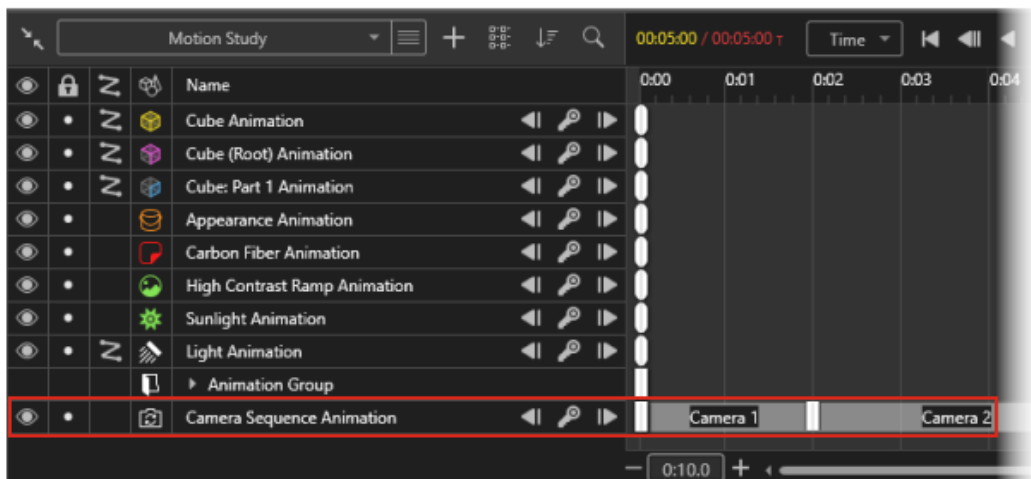 Motion Study 00:05:00 / 00:05:00 T Time
Name 0:00 0:01 0:02 0:03 0:04
Cube Animation
Cube (Root) Animation
Cube: Part 1 Animation
Appearance Animation
Carbon Fiber Animation
High Contrast Ramp Animation
Sunlight Animation
Light Animation
Animation Group
Camera Sequence Animation Camera 1 Camera 2
0:10.0